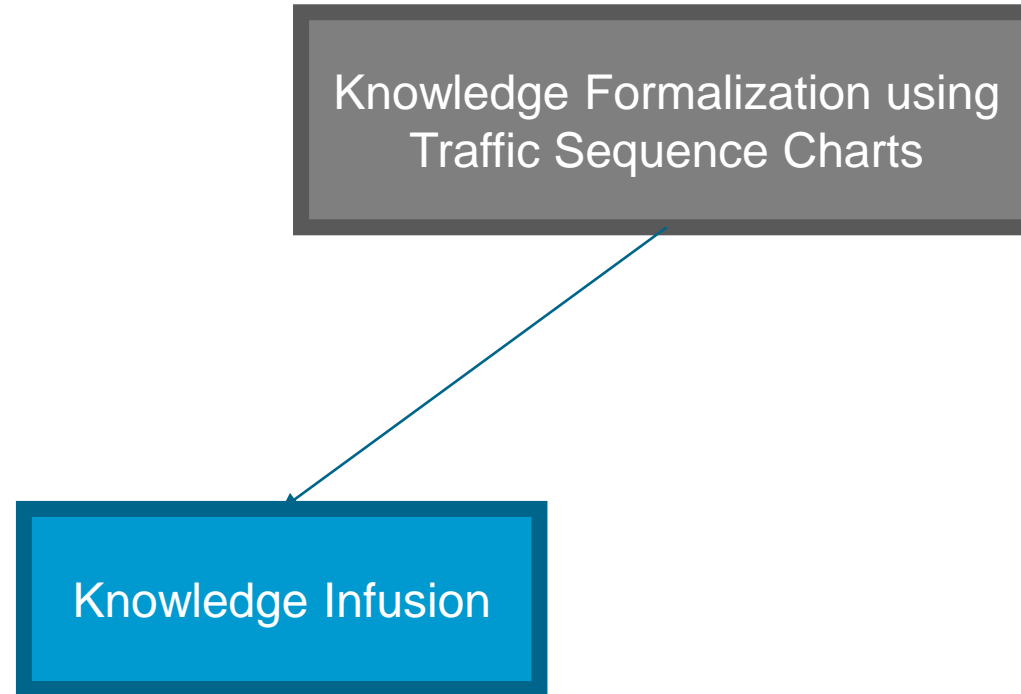 Knowledge Formalization using
Traffic Sequence Charts
Knowledge Infusion